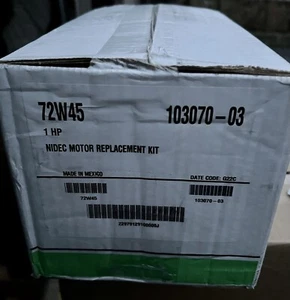 72W45 103070-03
1 HP
NIDEC MOTOR REPLACEMENT KIT
MADE IN MEXICO DATE CODE: G22C
72W45 103070-03